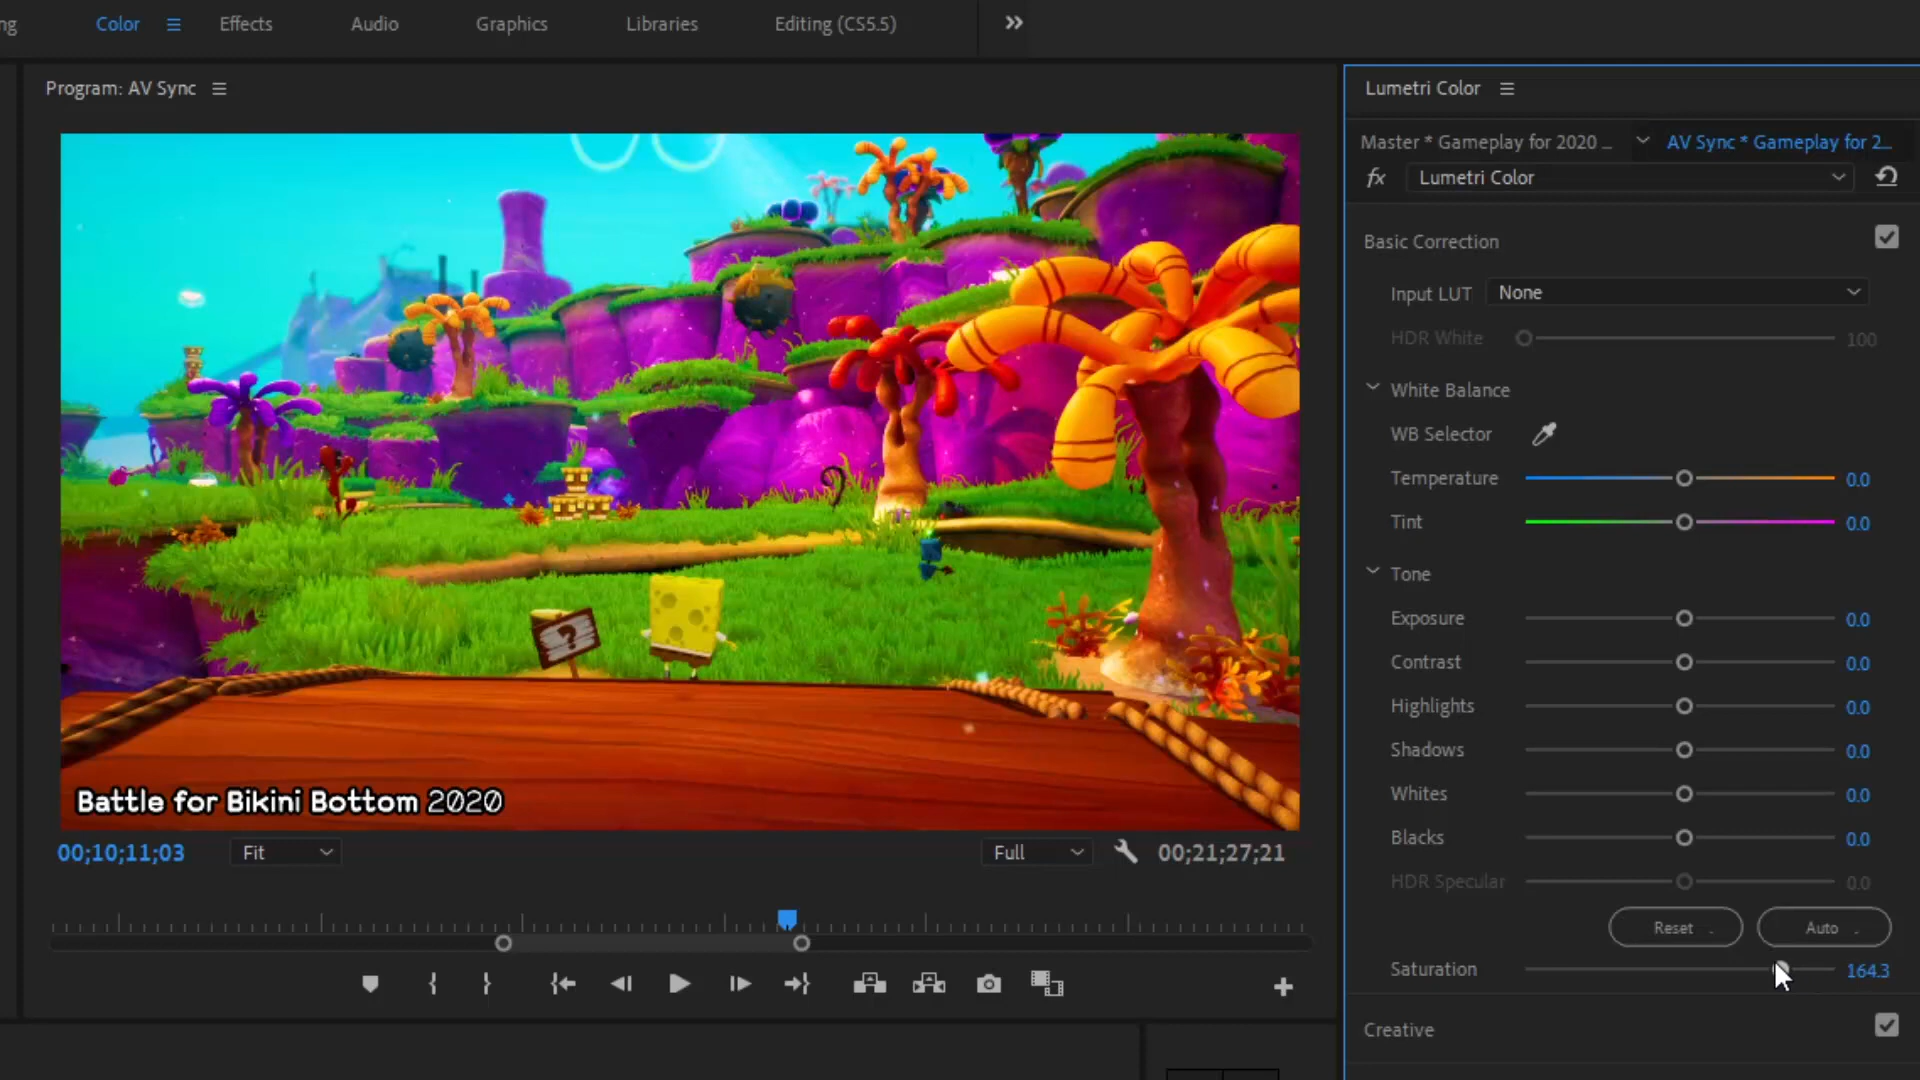 ng
Color
Effects
Audio
Graphics
Libraries
Editing (CS5.5)
Program: AV Sync
Battle for Bikini Bottom 2020
00;10;11;03
Fit
Full
00;21;27;21
Lumetri Color
Master * Gameplay for 2020 ...
AV Sync * Gameplay for 2...
fx
Lumetri Color
Basic Correction
Input LUT
None
HDR White
100
White Balance
WB Selector
Temperature
0.0
Tint
0.0
Tone
Exposure
0.0
Contrast
0.0
Highlights
0.0
Shadows
0.0
Whites
0.0
Blacks
0.0
HDR Specular
0.0
Reset
Auto
Saturation
164.3
Creative